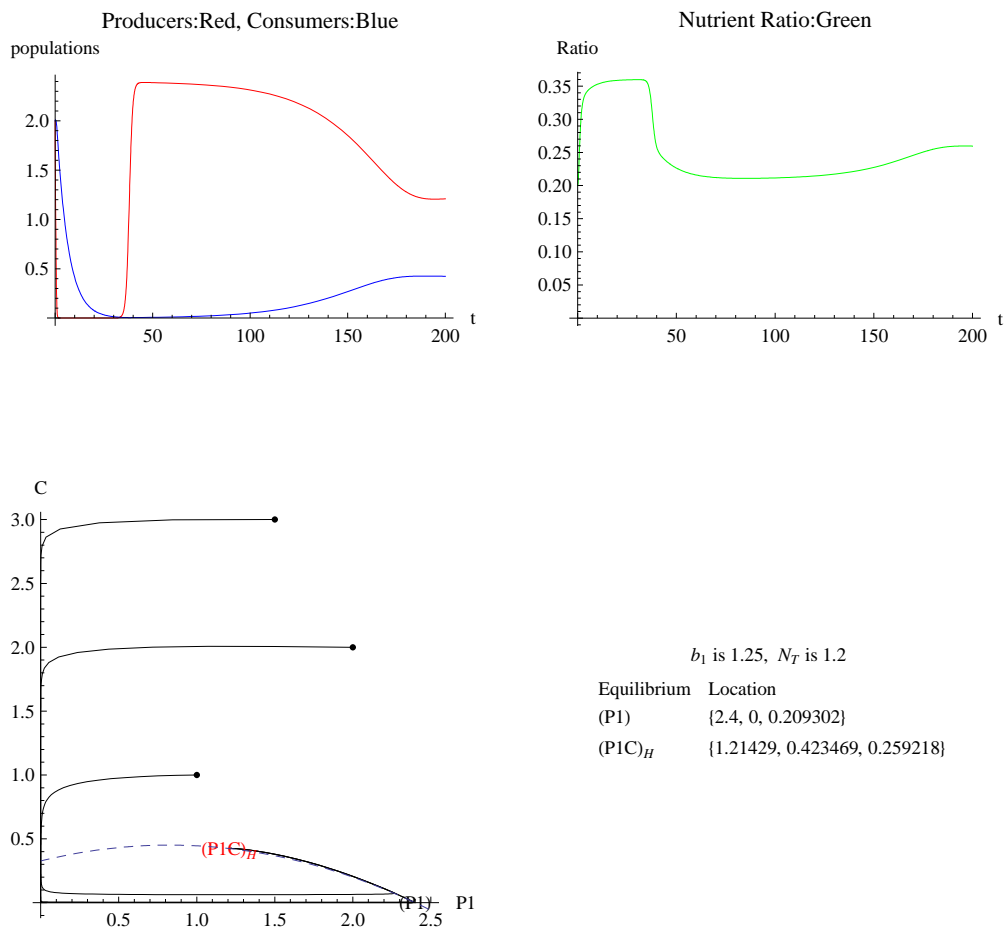 Producers:Red, Consumers:Blue
populations
2.0
1.5
1.0
0.5
50 100 150 200
t
Nutrient Ratio:Green
Ratio
0.35
0.30
0.25
0.20
0.15
0.10
0.05
50 100 150 200
t
C
3.0
2.5
2.0
1.5
1.0
0.5
(P1C)H
(P1)
P1
0.5 1.0 1.5 2.0 2.5
b1 is 1.25, NT is 1.2
Equilibrium Location
(P1) {2.4, 0, 0.209302}
(P1C)H {1.21429, 0.423469, 0.259218}